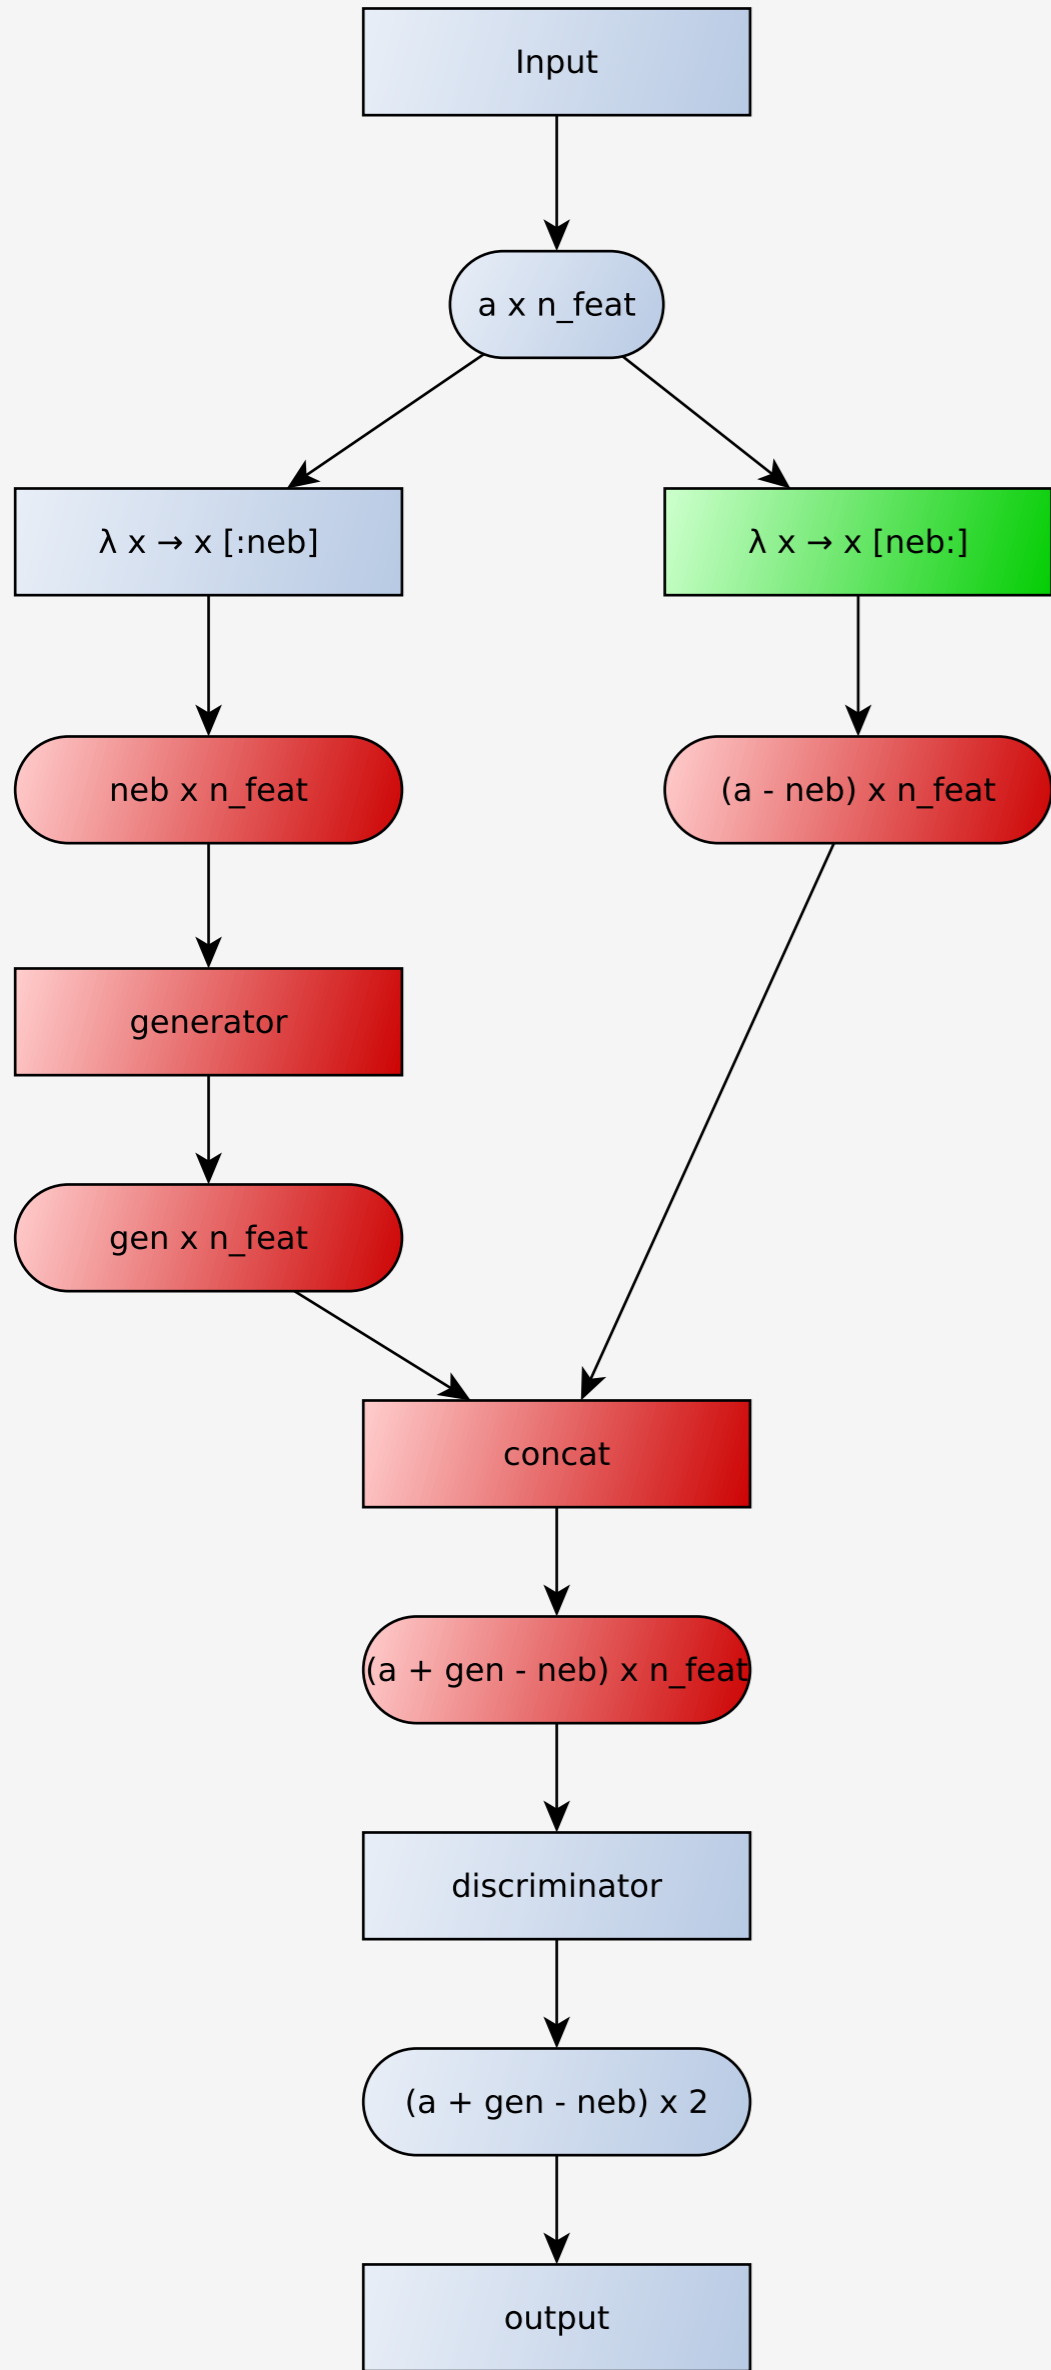 Input
a x n_feat
λ x → x [:neb]
λ x → x [neb:]
neb x n_feat
(a - neb) x n_feat
generator
gen x n_feat
concat
(a + gen - neb) x n_feat
discriminator
(a + gen - neb) x 2
output